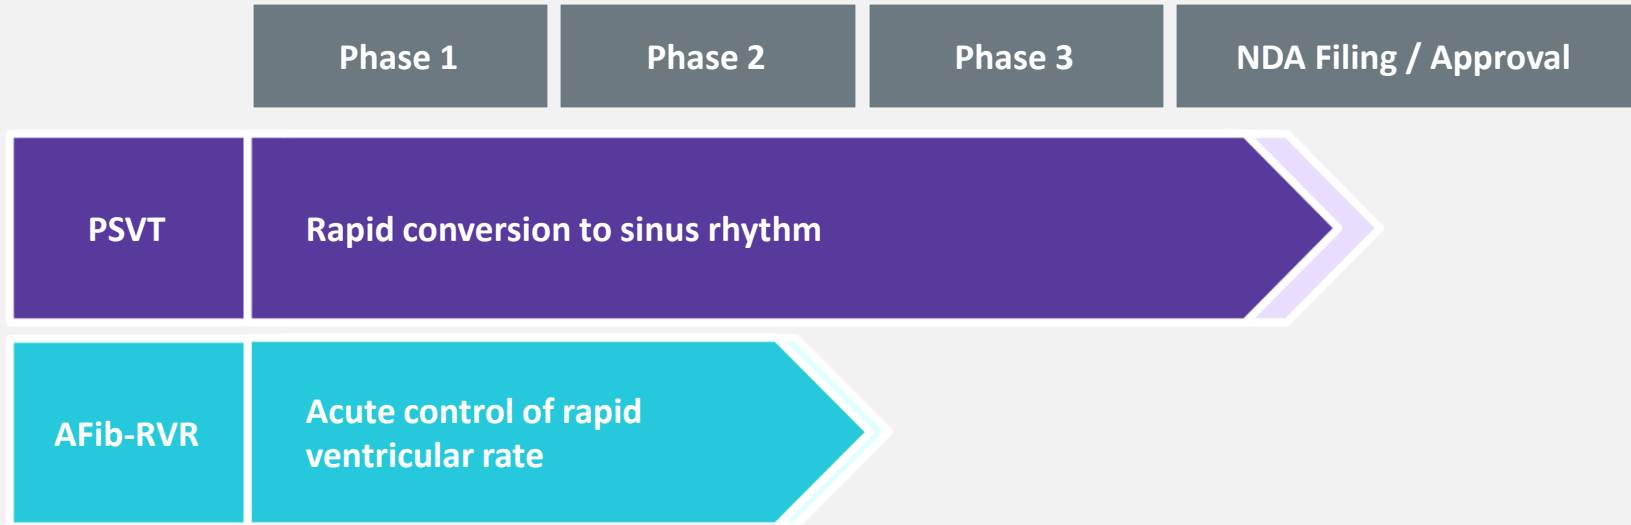 Phase 1
Phase 2
Phase 3
NDA Filing / Approval
PSVT
Rapid conversion to sinus rhythm
AFib-RVR
Acute control of rapid
ventricular rate